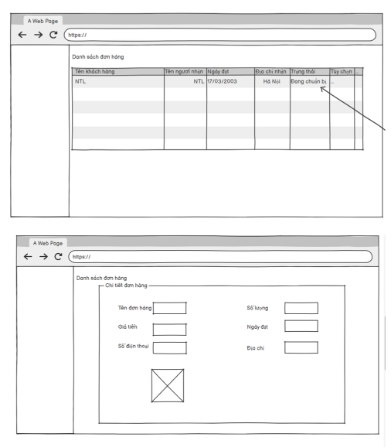 A Web Page
https://
Danh sách đơn hàng
Tên khách hàng Tên người nhận Ngày đặt Địa chỉ nhận Trạng thái Tùy chọn
NTL NTL 17/03/2003 Hà Nội Đang chuẩn bị ..
A Web Page
https://
Danh sách đơn hàng
Chi tiết đơn hàng
Tên đơn hàng Số lượng
Giá tiền Ngày đặt
Số điện thoại Địa chỉ